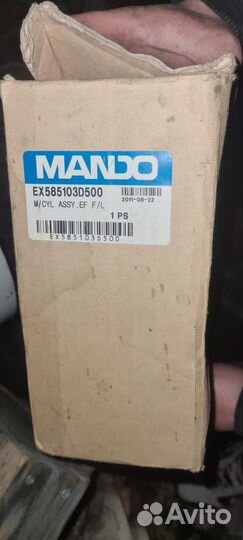 MANDO
EX585103D500
2011-08-22
M/CYL ASSY.EF F/L
1 PS
EX585103D500
Avito